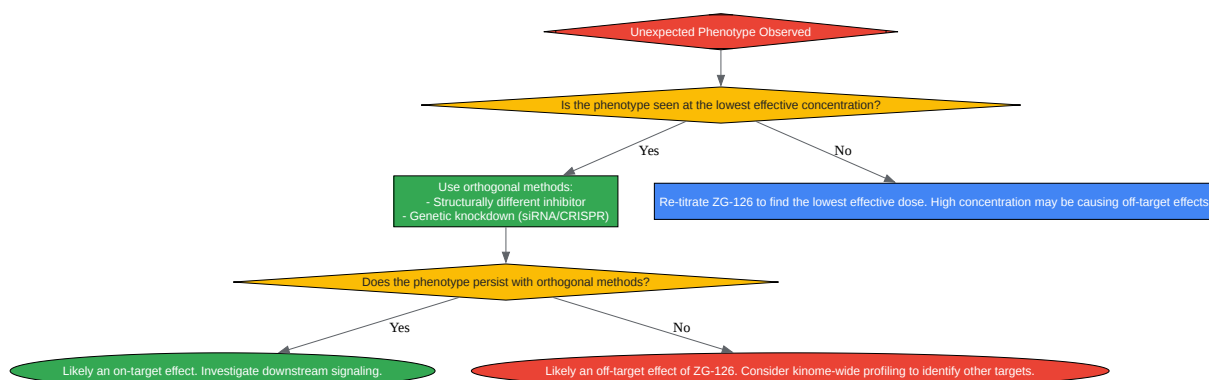 Unexpected Phenotype Observed
Is the phenotype seen at the lowest effective concentration?
Yes
No
Use orthogonal methods:
- Structurally different inhibitor
- Genetic knockdown (siRNA/CRISPR)
Re-titrate ZG-126 to find the lowest effective dose. High concentration may be causing off-target effects
Does the phenotype persist with orthogonal methods?
Yes
No
Likely an on-target effect. Investigate downstream signaling.
Likely an off-target effect of ZG-126. Consider kinome-wide profiling to identify other targets.